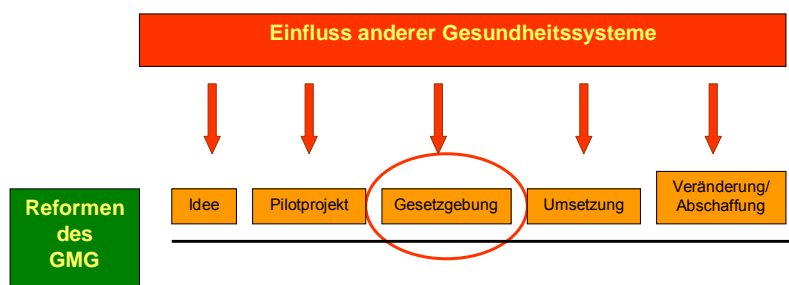 Einfluss anderer Gesundheitssysteme
Idee
Pilotprojekt
Gesetzgebung
Umsetzung
Veränderung/
Abschaffung
Reformen
des
GMG